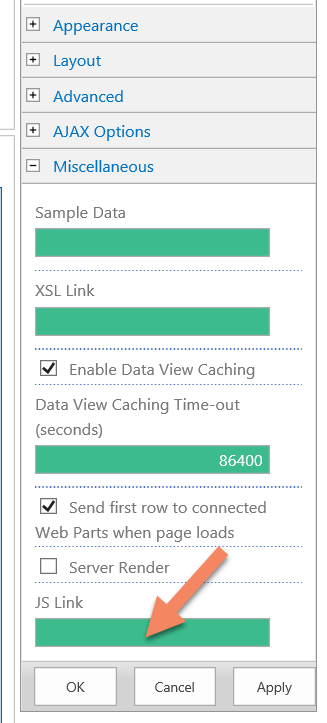 Appearance
Layout
Advanced
AJAX Options
Miscellaneous
Sample Data
XSL Link
Enable Data View Caching
Data View Caching Time-out
(seconds)
86400
Send first row to connected
Web Parts when page loads
Server Render
JS Link
OK Cancel Apply